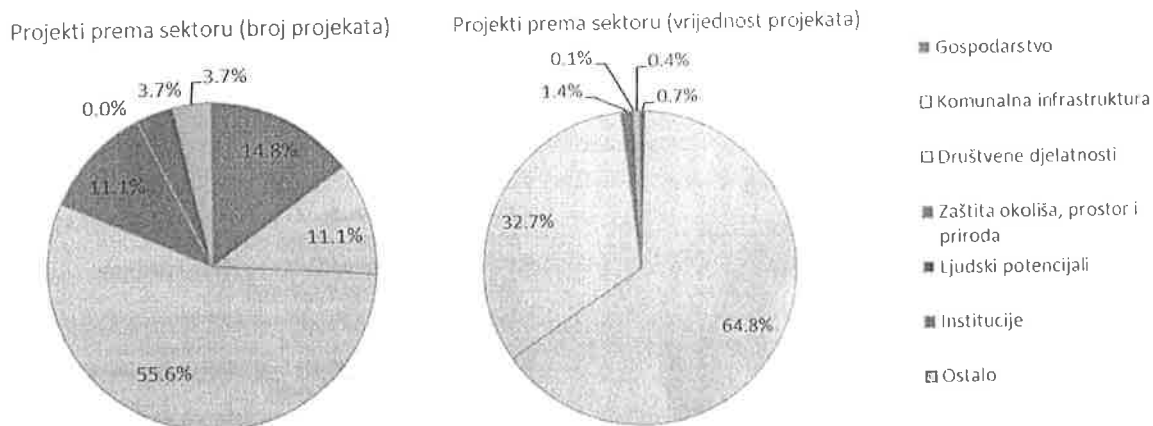 Projekti prema sektoru (broj projekata)
3.7%
3.7%
0.0%
14.8%
11.1%
11.1%
55.6%
Projekti prema sektoru (vrijednost projekata)
0.1%
0.4%
1.4%
0.7%
32.7%
64.8%
Gospodarstvo
Komunalna infrastruktura
Društvene djelatnosti
Zaštita okoliša, prostor i
priroda
Ljudski potencijali
Institucije
Ostalo